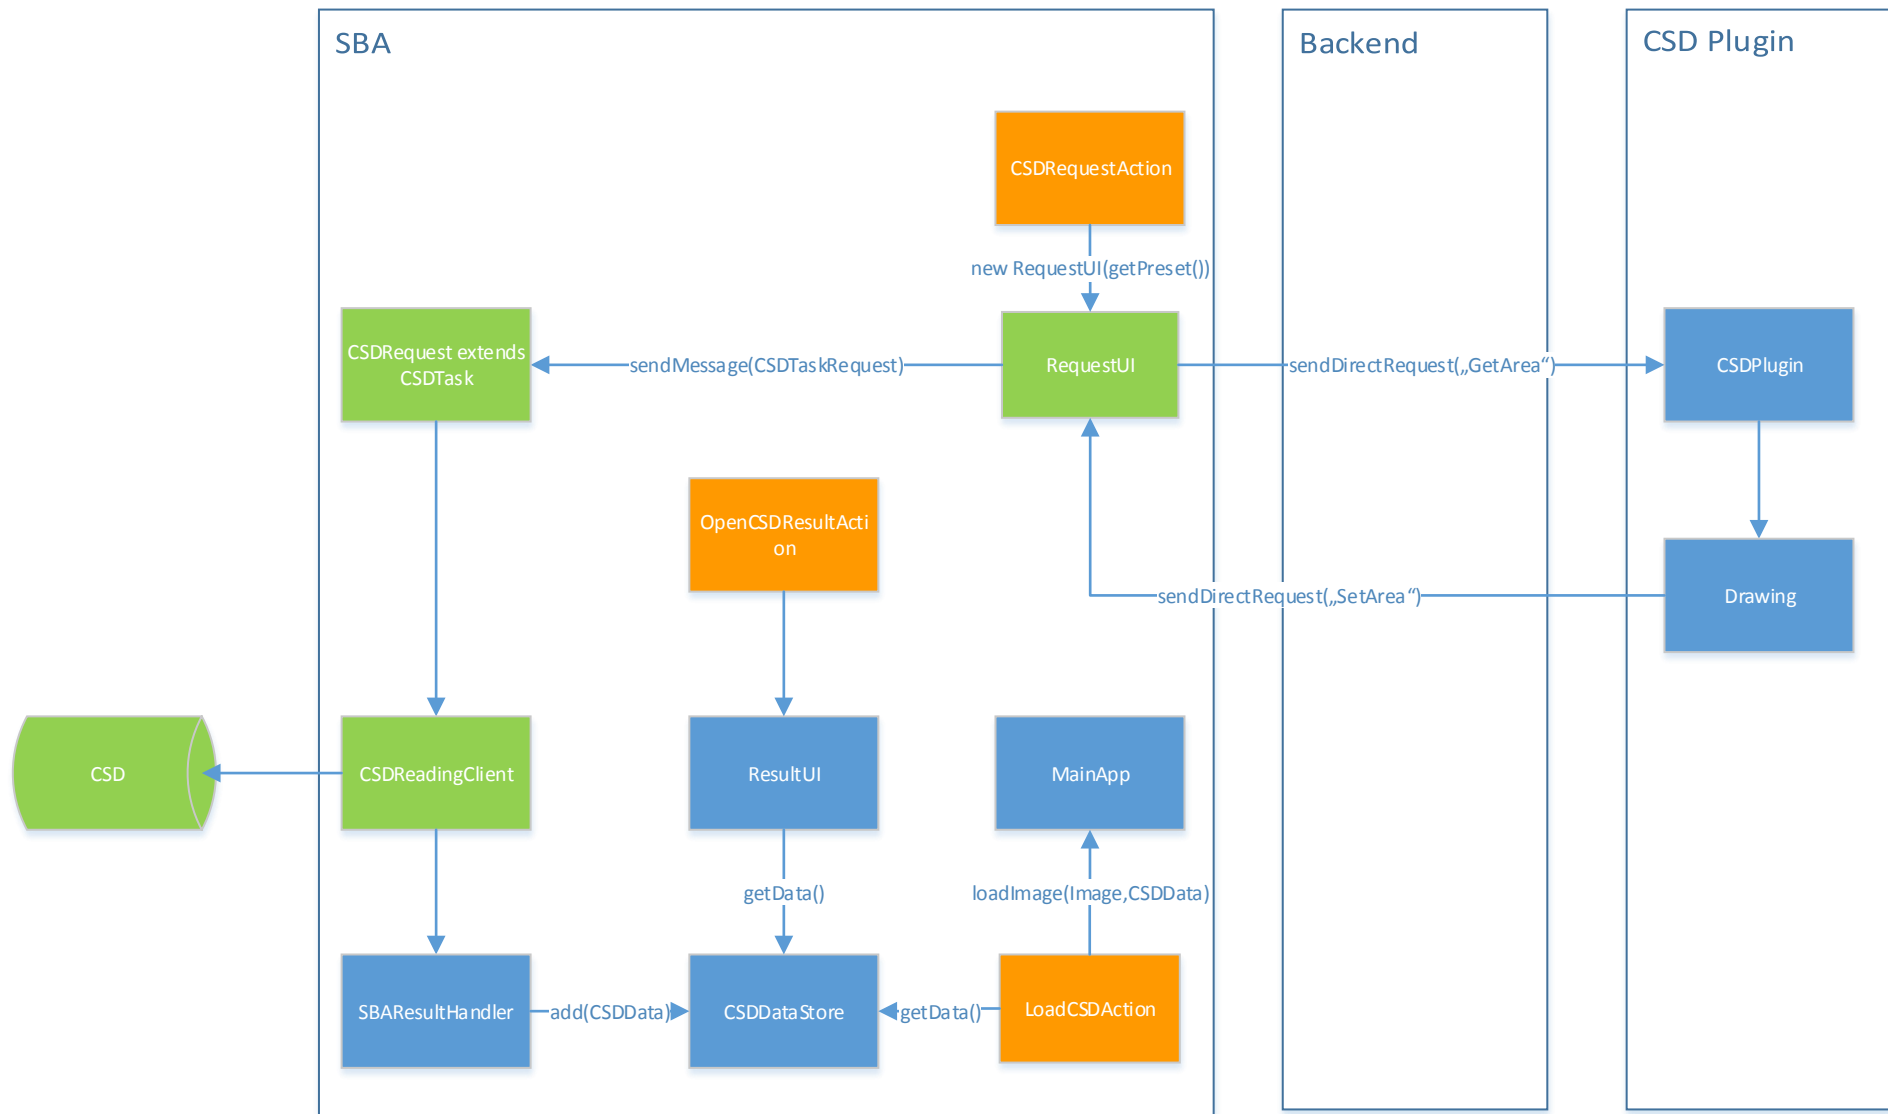 SBA
Backend
CSD Plugin
CSDRequestAction
new RequestUI(getPreset())
CSDRequest extends
CSDTask
sendMessage(CSDTaskRequest)
RequestUI
sendDirectRequest(„GetArea“)
CSDPlugin
OpenCSDResultActi
on
sendDirectRequest(„SetArea“)
Drawing
CSD
CSDReadingClient
ResultUI
MainApp
getData()
loadImage(Image,CSDData)
SBAResultHandler
add(CSDData)
CSDDataStore
getData()
LoadCSDAction